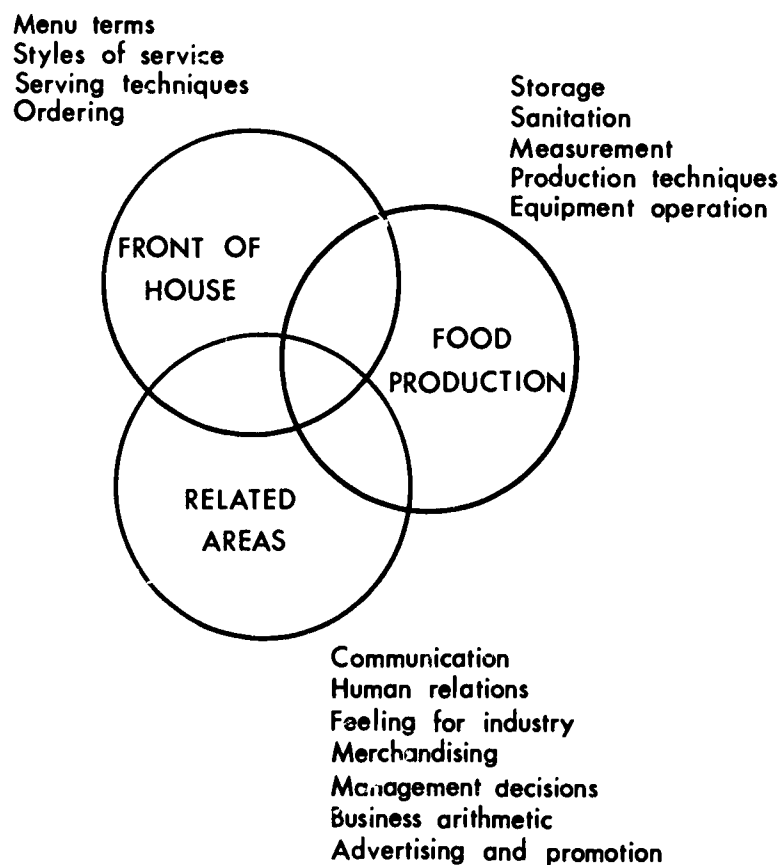 Menu terms
Styles of service
Serving techniques
Ordering
Storage
Sanitation
Measurement
Production techniques
Equipment operation
FRONT OF
HOUSE
FOOD
PRODUCTION
RELATED
AREAS
Communication
Human relations
Feeling for industry
Merchandising
Management decisions
Business arithmetic
Advertising and promotion